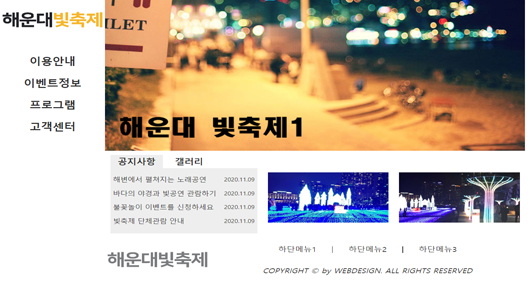 해운대빛축제
이용안내
이벤트정보
프로그램
고객센터
해운대 빛축제1
공지사항 갤러리
해변에서 펼쳐지는 노래공연 2020.11.09
바다의 야경과 빛공연 관람하기 2020.11.09
불꽃놀이 이벤트를 신청하세요 2020.11.09
빛축제 단체관람 안내 2020.11.09
해운대빛축제
하단메뉴1 | 하단메뉴2 | 하단메뉴3
COPYRIGHT © by WEBDESIGN. ALL RIGHTS RESERVED